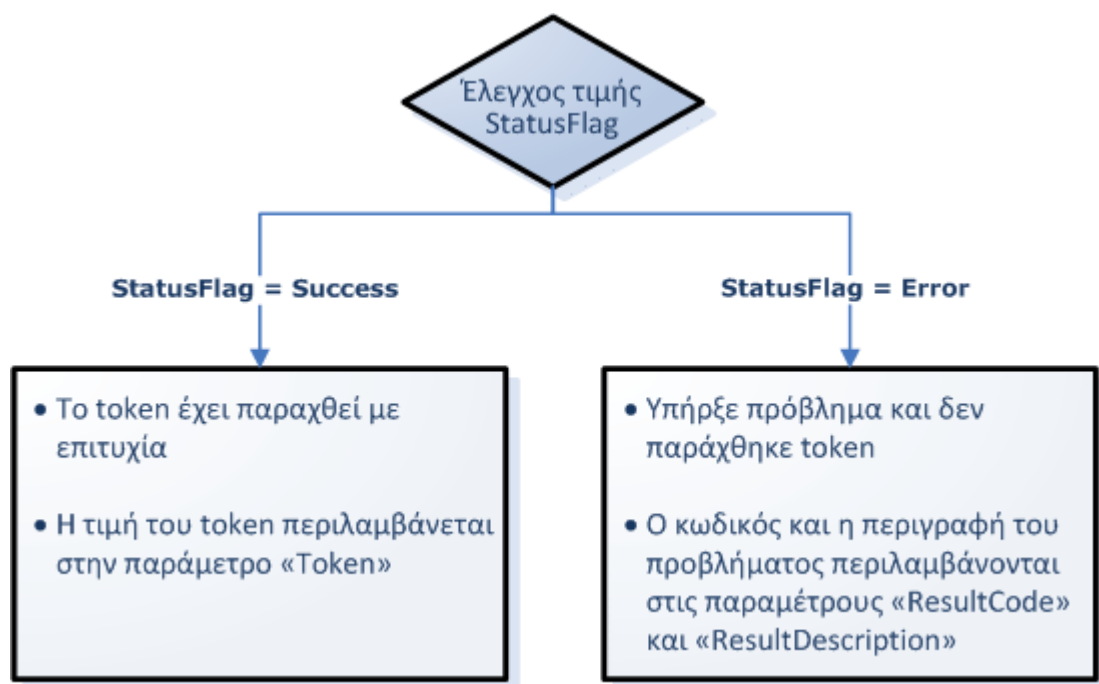 Έλεγχος τιμής
StatusFlag
StatusFlag = Success
StatusFlag = Error
• Το token έχει παραχθεί με
επιτυχία
• Η τιμή του token περιλαμβάνεται
στην παράμετρο «Token»
• Υπήρξε πρόβλημα και δεν
παράχθηκε token
• Ο κωδικός και η περιγραφή του
προβλήματος περιλαμβάνονται
στις παραμέτρους «ResultCode»
και «ResultDescription»